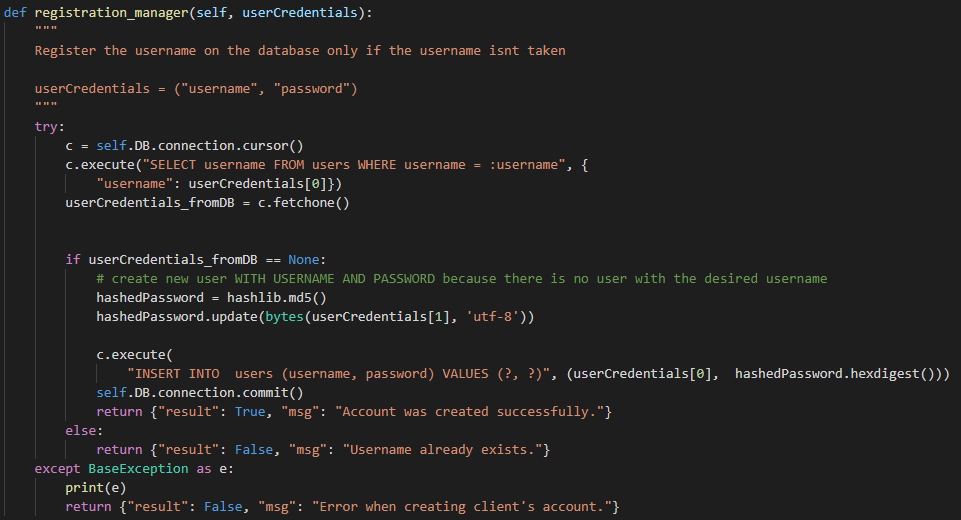 def registration_manager(self, userCredentials):
    """
    Register the username on the database only if the username isnt taken

    userCredentials = ("username", "password")
    """
    try:
        c = self.DB.connection.cursor()
        c.execute("SELECT username FROM users WHERE username = :username", {
            "username": userCredentials[0]})
        userCredentials_fromDB = c.fetchone()


        if userCredentials_fromDB == None:
            # create new user WITH USERNAME AND PASSWORD because there is no user with the desired username
            hashedPassword = hashlib.md5()
            hashedPassword.update(bytes(userCredentials[1], 'utf-8'))

            c.execute(
                "INSERT INTO  users (username, password) VALUES (?, ?)", (userCredentials[0],  hashedPassword.hexdigest()))
            self.DB.connection.commit()
            return {"result": True, "msg": "Account was created successfully."}
        else:
            return {"result": False, "msg": "Username already exists."}
    except BaseException as e:
        print(e)
        return {"result": False, "msg": "Error when creating client's account."}